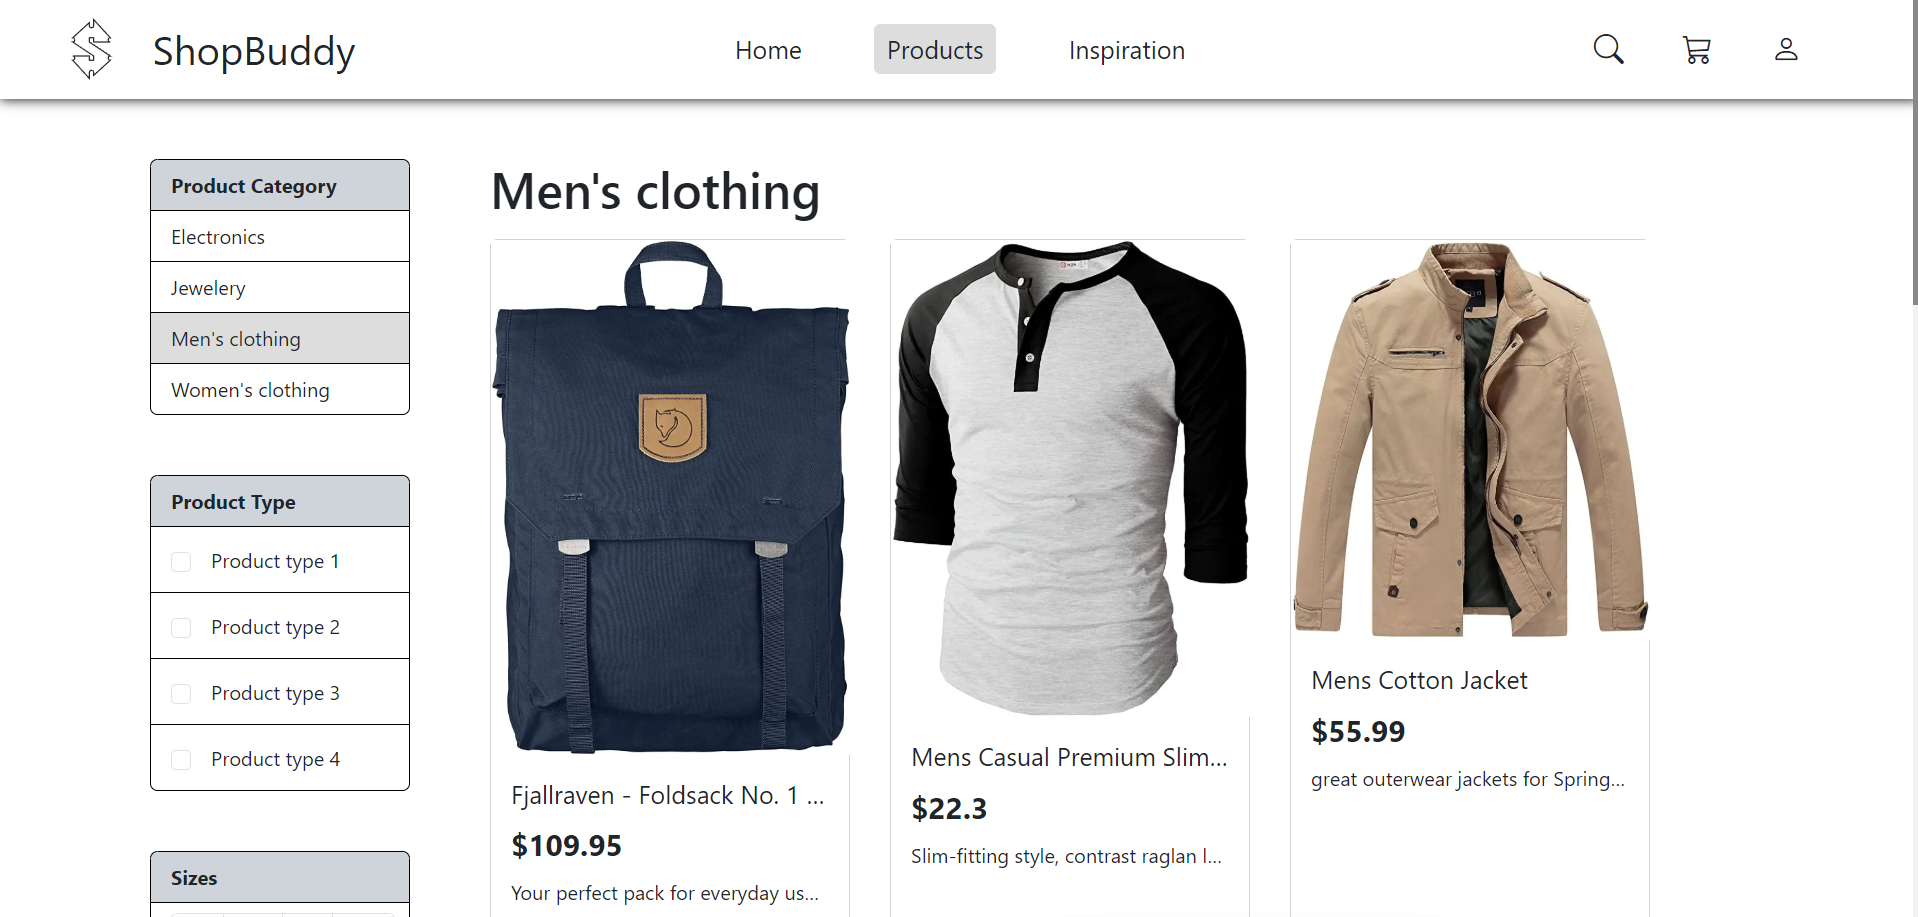 ShopBuddy
Home
Products
Inspiration
Product Category
Electronics
Jewelery
Men's clothing
Women's clothing
Product Type
Product type 1
Product type 2
Product type 3
Product type 4
Sizes
Men's clothing
Fjallraven - Foldsack No. 1 ...
$109.95
Your perfect pack for everyday us...
Mens Casual Premium Slim...
$22.3
Slim-fitting style, contrast raglan l...
Mens Cotton Jacket
$55.99
great outerwear jackets for Spring...